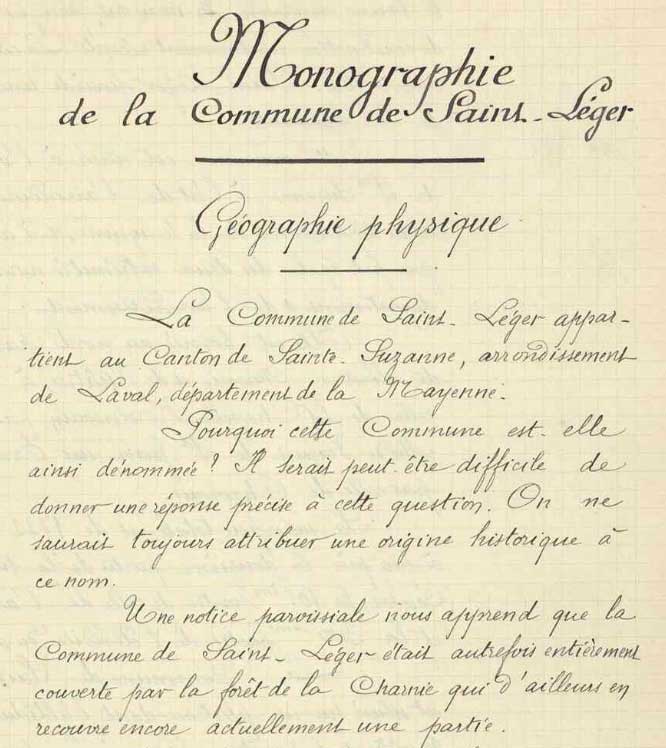 Monographie
de la Commune de Saint-Léger
Géographie physique
La Commune de Saint-Léger appar-
tient au Canton de Sainte-Suzanne, arrondissement
de Laval, département de la Mayenne.
Pourquoi cette Commune est-elle
ainsi dénommée ? Il serait peut-être difficile de
donner une réponse précise à cette question. On ne
saurait toujours attribuer une origine historique à
ce nom.
Une notice paroissiale nous apprend que la
Commune de Saint-Léger était autrefois entièrement
couverte par la forêt de la Charnie qui d'ailleurs en
recouvre encore actuellement une partie.